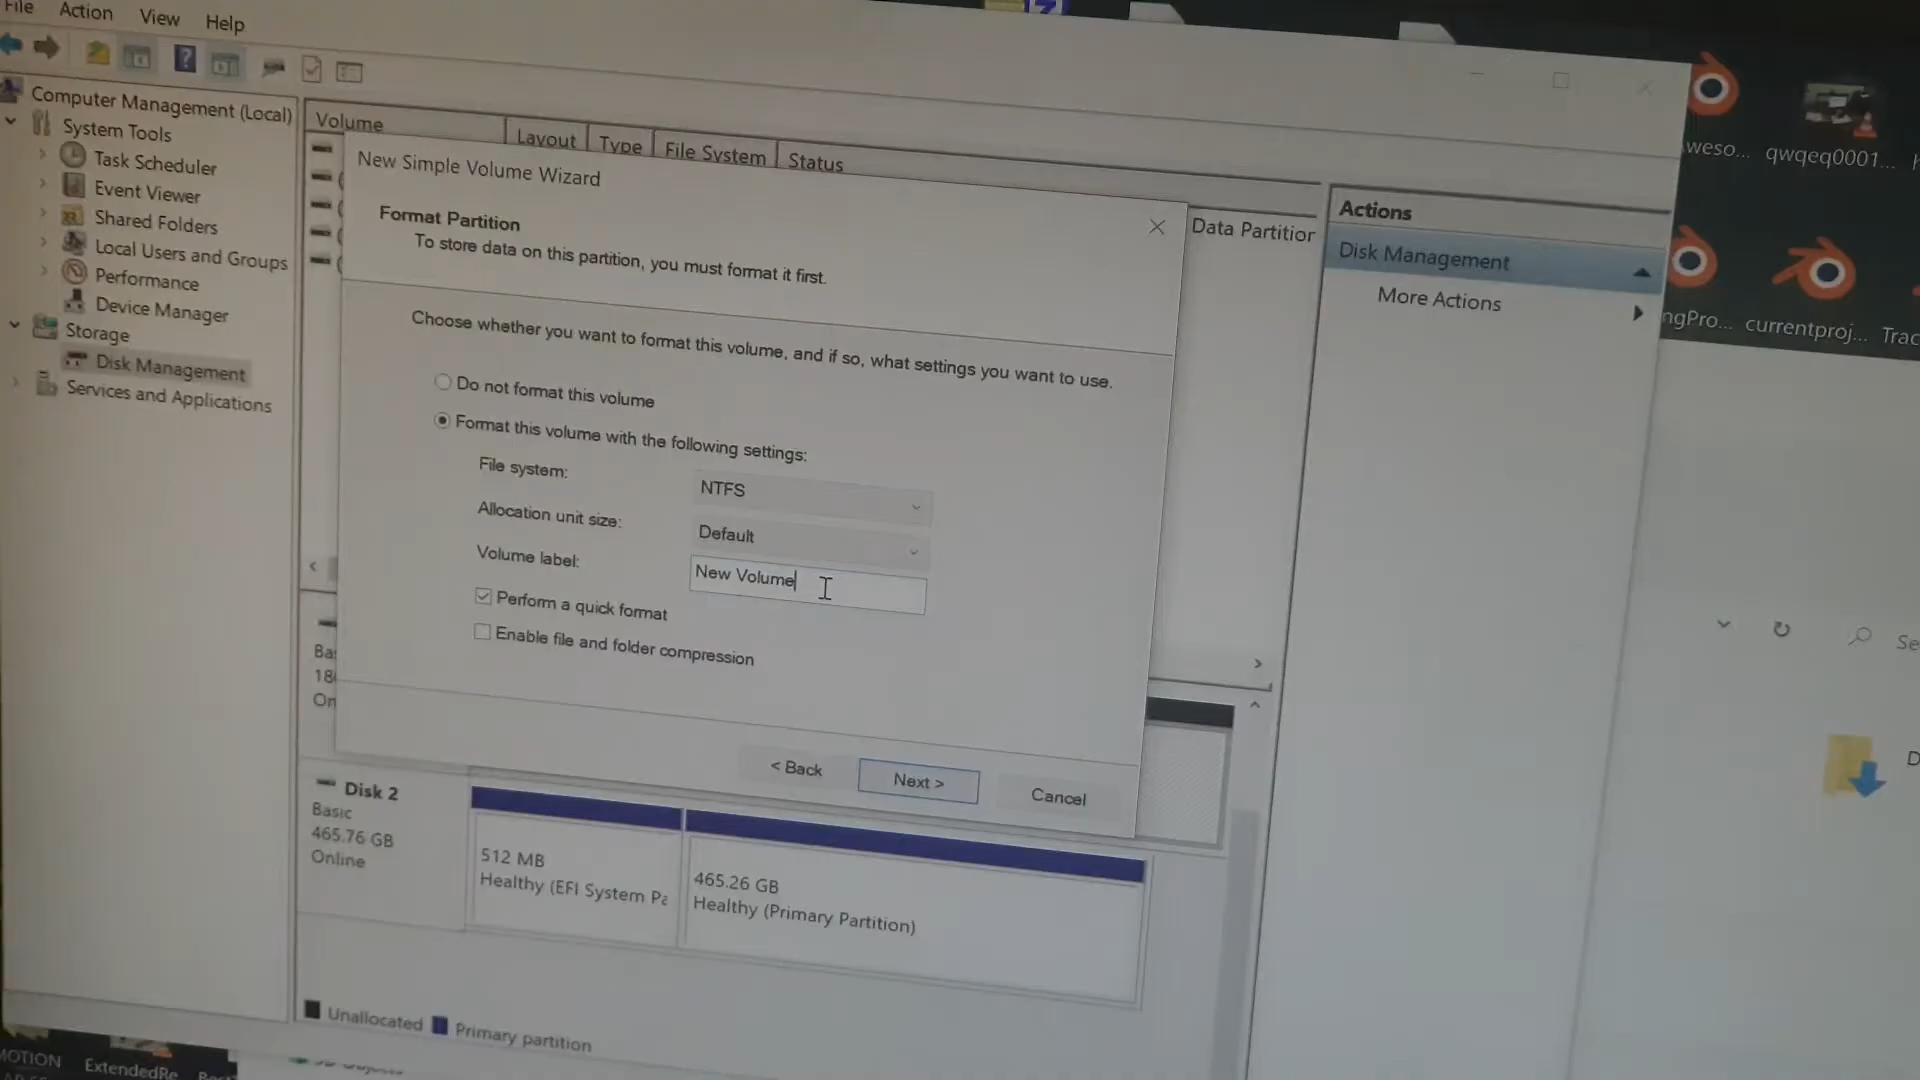 File Action View Help
Computer Management (Local)
System Tools
Task Scheduler
Event Viewer
Shared Folders
Local Users and Groups
Performance
Device Manager
Storage
Disk Management
Services and Applications
Volume Layout Type File System Status
Data Partition
New Simple Volume Wizard
Format Partition
To store data on this partition, you must format it first.
Choose whether you want to format this volume, and if so, what settings you want to use.
Do not format this volume
Format this volume with the following settings:
File system: NTFS
Allocation unit size: Default
Volume label: New Volume
Perform a quick format
Enable file and folder compression
< Back Next > Cancel
Actions
Disk Management
More Actions
Ba
18
On
Disk 2
Basic
465.76 GB
Online
512 MB
Healthy (EFI System Pa
465.26 GB
Healthy (Primary Partition)
Unallocated Primary partition
weso... qwqeq0001...
ngPro... currentproj... Trac
Se
D
MOTION ExtendedRe